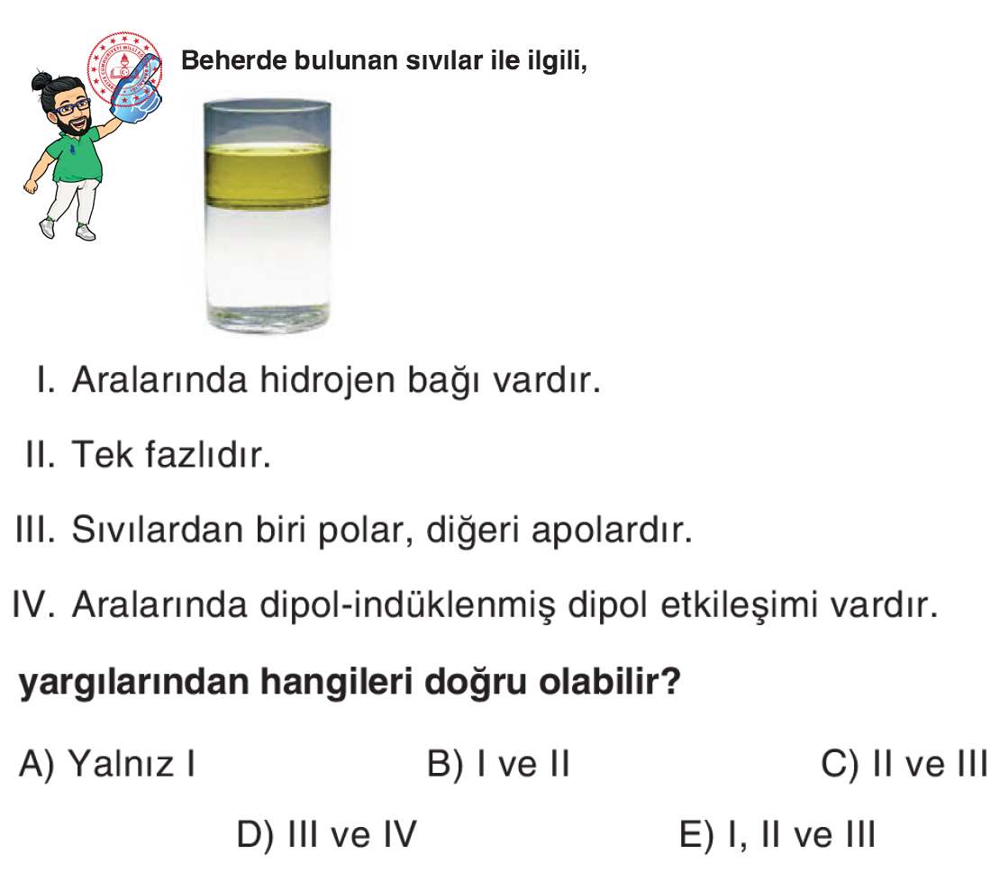 Beherde bulunan sıvılar ile ilgili,
I. Aralarında hidrojen bağı vardır.
II. Tek fazlıdır.
III. Sıvılardan biri polar, diğeri apolardır.
IV. Aralarında dipol-indüklenmiş dipol etkileşimi vardır.
yargılarından hangileri doğru olabilir?
A) Yalnız I B) I ve II C) II ve III
D) III ve IV E) I, II ve III